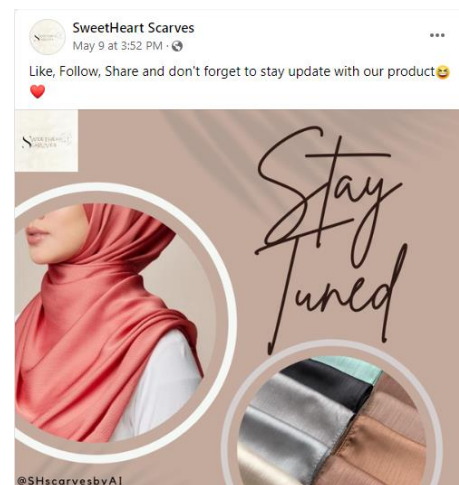 SweetHeart Scarves
May 9 at 3:52 PM ·
Like, Follow, Share and don't forget to stay update with our product😆
❤️
Stay
Tuned
@SHscarvesbyAI